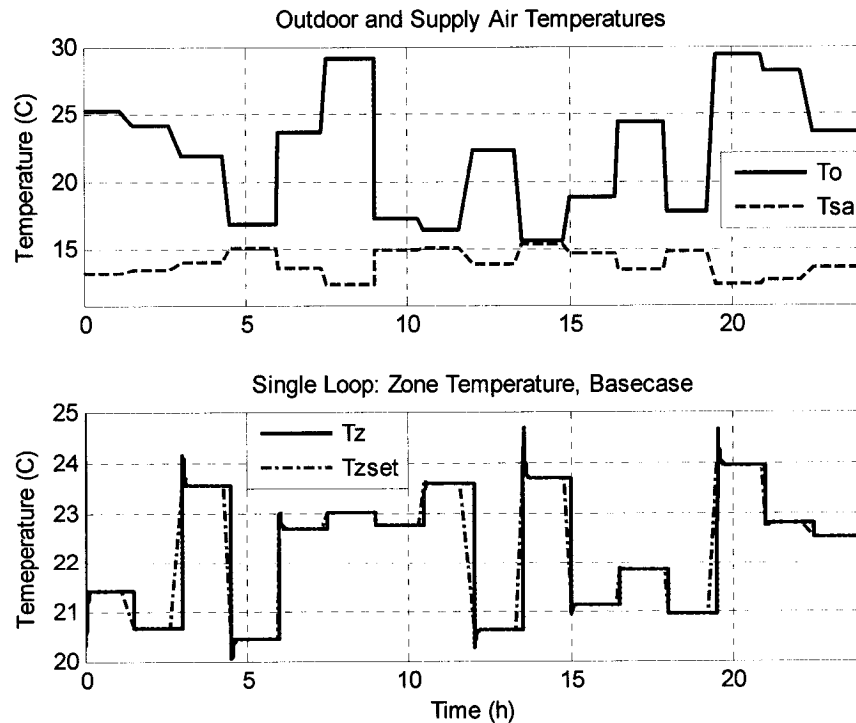 Outdoor and Supply Air Temperatures
Temperature (C)
30
25
20
15
To
Tsa
0
5
10
15
20
Single Loop: Zone Temperature, Basecase
Temeperature (C)
25
24
23
22
21
20
Tz
Tzset
0
5
10
15
20
Time (h)